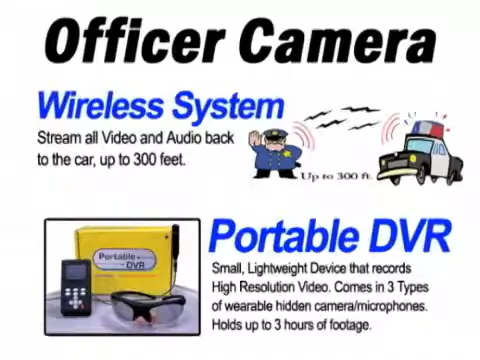 Officer Camera
Wireless System
Stream all Video and Audio back
to the car, up to 300 feet.
Up to 300 ft.
Portable DVR
Small, Lightweight Device that records
High Resolution Video. Comes in 3 Types
of wearable hidden camera/microphones.
Holds up to 3 hours of footage.
Portable
DVR